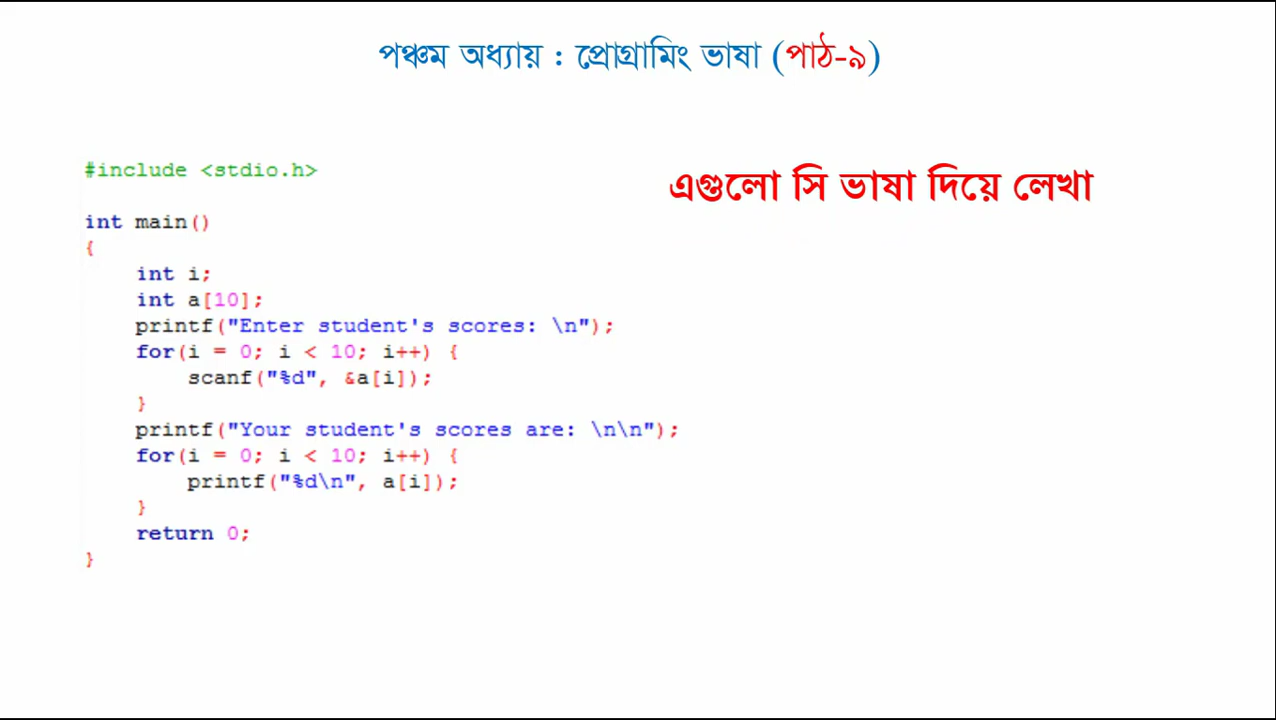 পঞ্চম অধ্যায় : প্রোগ্রামিং ভাষা (পাঠ-৯)
এগুলো সি ভাষা দিয়ে লেখা
#include <stdio.h>
int main()
{
    int i;
    int a[10];
    printf("Enter student's scores: \n");
    for(i = 0; i < 10; i++) {
        scanf("%d", &a[i]);
    }
    printf("Your student's scores are: \n\n");
    for(i = 0; i < 10; i++) {
        printf("%d\n", a[i]);
    }
    return 0;
}